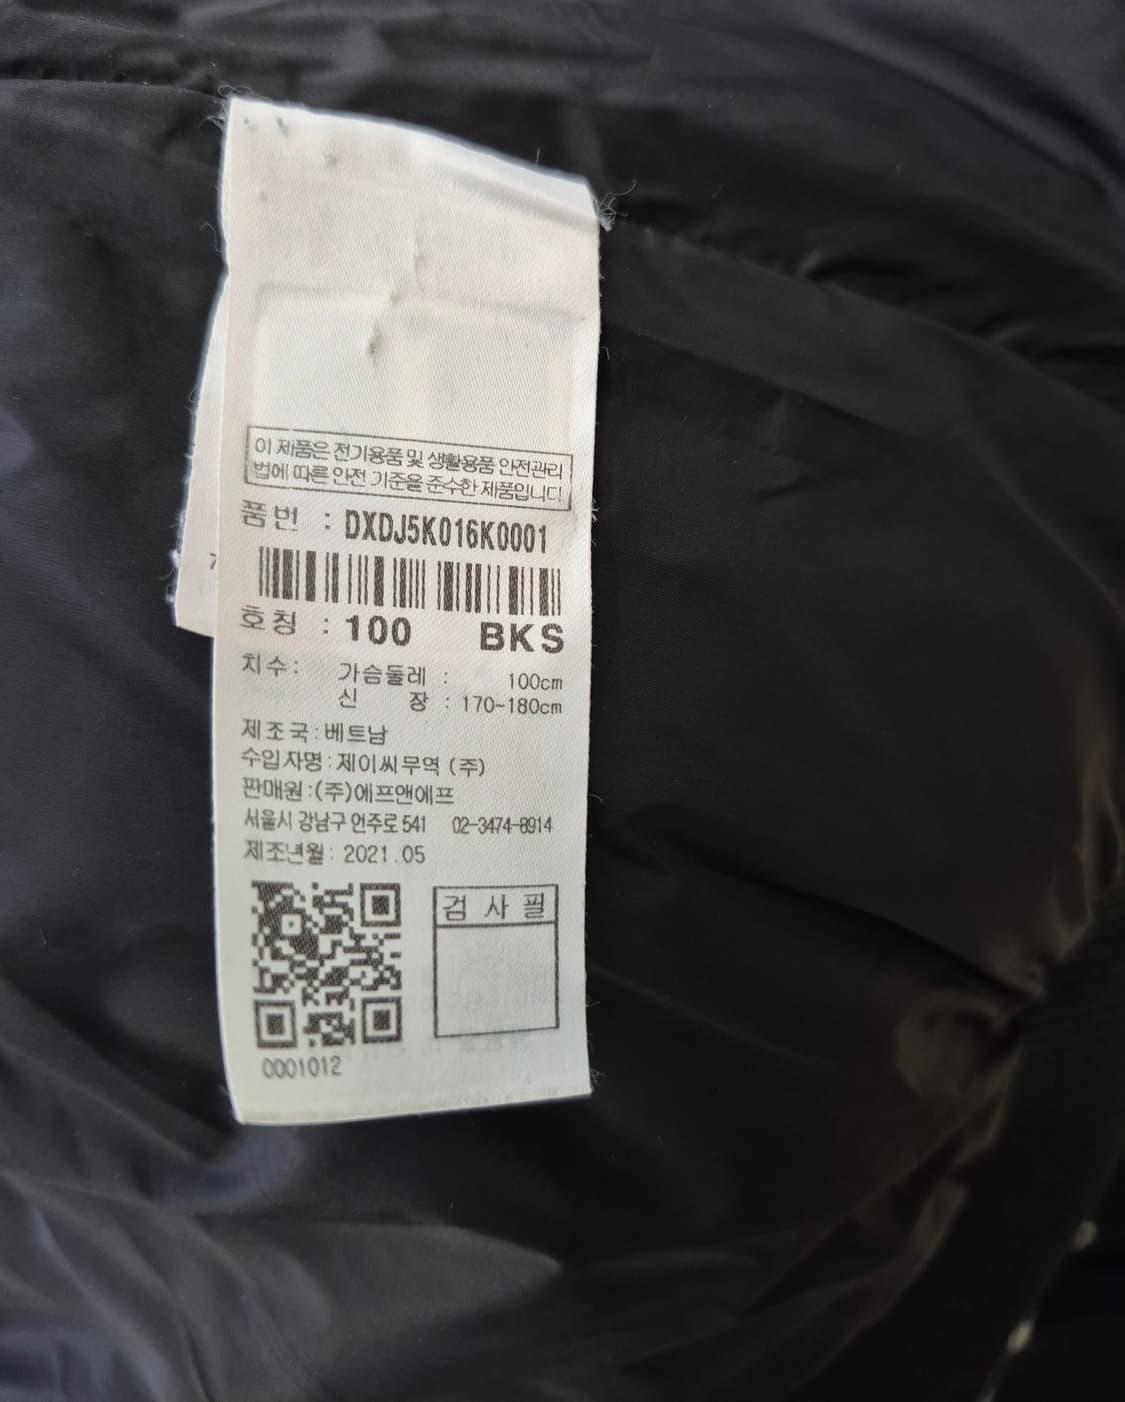 이 제품은 전기용품 및 생활용품 안전관리
법에 따른 안전 기준을 준수한 제품입니다.
품번 : DXDJ5K016K0001
호칭 : 100 BKS
치수: 가슴둘레 : 100cm
신 장 : 170~180cm
제조국:베트남
수입자명:제이씨무역 (주)
판매원:(주)에프앤에프
서울시 강남구 언주로 541 02-3474-8914
제조년월: 2021.05
검 사 필
0001012